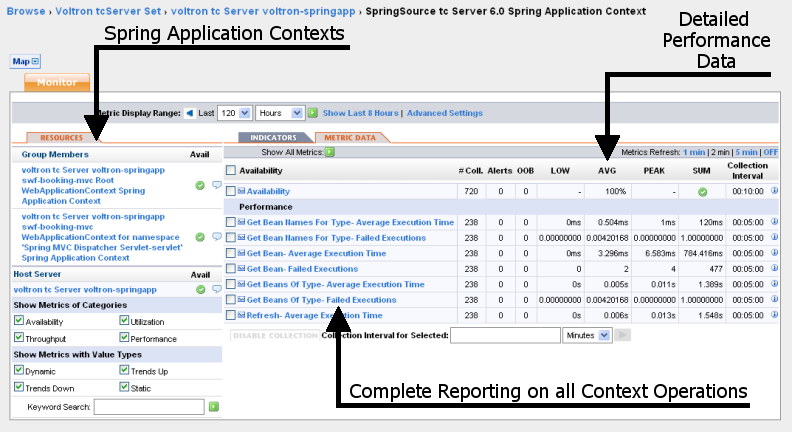 Browse › Voltron tcServer Set › voltron tc Server voltron-springapp › SpringSource tc Server 6.0 Spring Application Context
Spring Application Contexts
Detailed
Performance
Data
Map
Monitor
Metric Display Range: Last 120 Hours Show Last 8 Hours | Advanced Settings
RESOURCES
INDICATORS METRIC DATA
Show All Metrics: Metrics Refresh: 1 min | 2 min | 5 min | OFF
Group Members Avail
voltron tc Server voltron-springapp
swf-booking-mvc Root
WebApplicationContext Spring
Application Context
voltron tc Server voltron-springapp
swf-booking-mvc
WebApplicationContext for namespace
'Spring MVC Dispatcher Servlet-servlet'
Spring Application Context
Host Server Avail
voltron tc Server voltron-springapp
Show Metrics of Categories
Availability Utilization
Throughput Performance
Show Metrics with Value Types
Dynamic Trends Up
Trends Down Static
Keyword Search:
Availability # Coll. Alerts OOB LOW AVG PEAK SUM Collection Interval
Availability 720 0 0 - 100% - 00:10:00
Performance
Get Bean Names For Type- Average Execution Time 238 0 0 0ms 0.504ms 1ms 120ms 00:05:00
Get Bean Names For Type- Failed Executions 238 0 0 0.00000000 0.00420168 0.00000000 1.00000000 00:05:00
Get Bean- Average Execution Time 238 0 0 0ms 3.296ms 6.583ms 784.416ms 00:05:00
Get Bean- Failed Executions 238 0 0 0 2 4 477 00:05:00
Get Beans Of Type- Average Execution Time 238 0 0 0s 0.005s 0.011s 1.389s 00:05:00
Get Beans Of Type- Failed Executions 238 0 0 0.00000000 0.00420168 0.00000000 1.00000000 00:05:00
Refresh- Average Execution Time 238 0 0 0s 0.006s 0.013s 1.548s 00:05:00
DISABLE COLLECTION Collection Interval for Selected: Minutes
Complete Reporting on all Context Operations